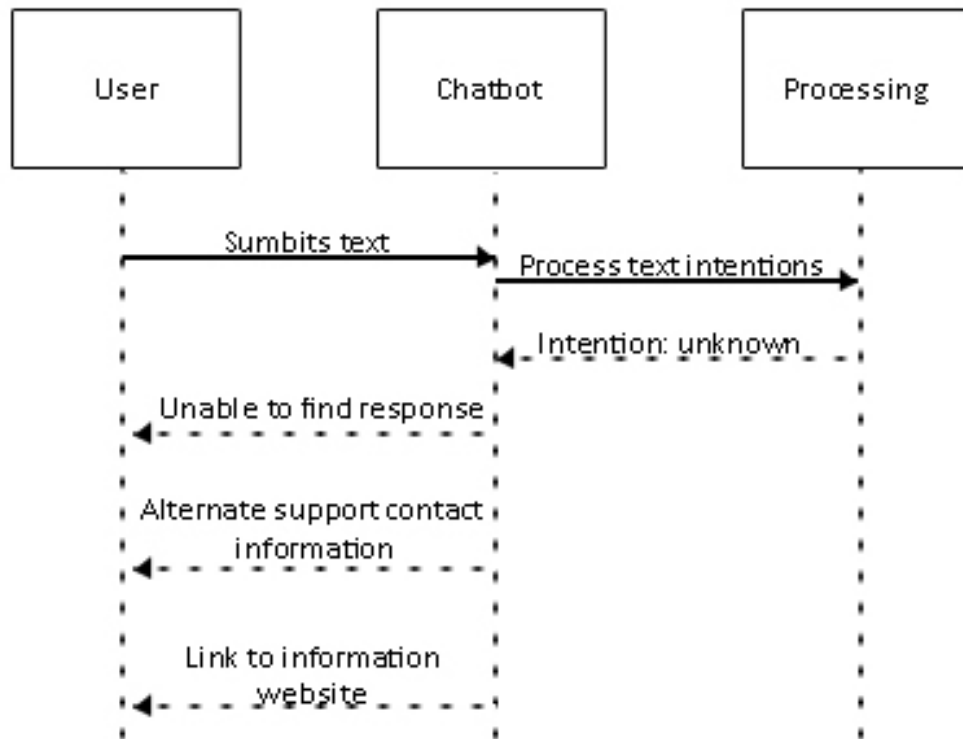 User
Chatbot
Processing
Sumbits text
Process text intentions
Intention: unknown
Unable to find response
Alternate support contact
information
Link to information
website